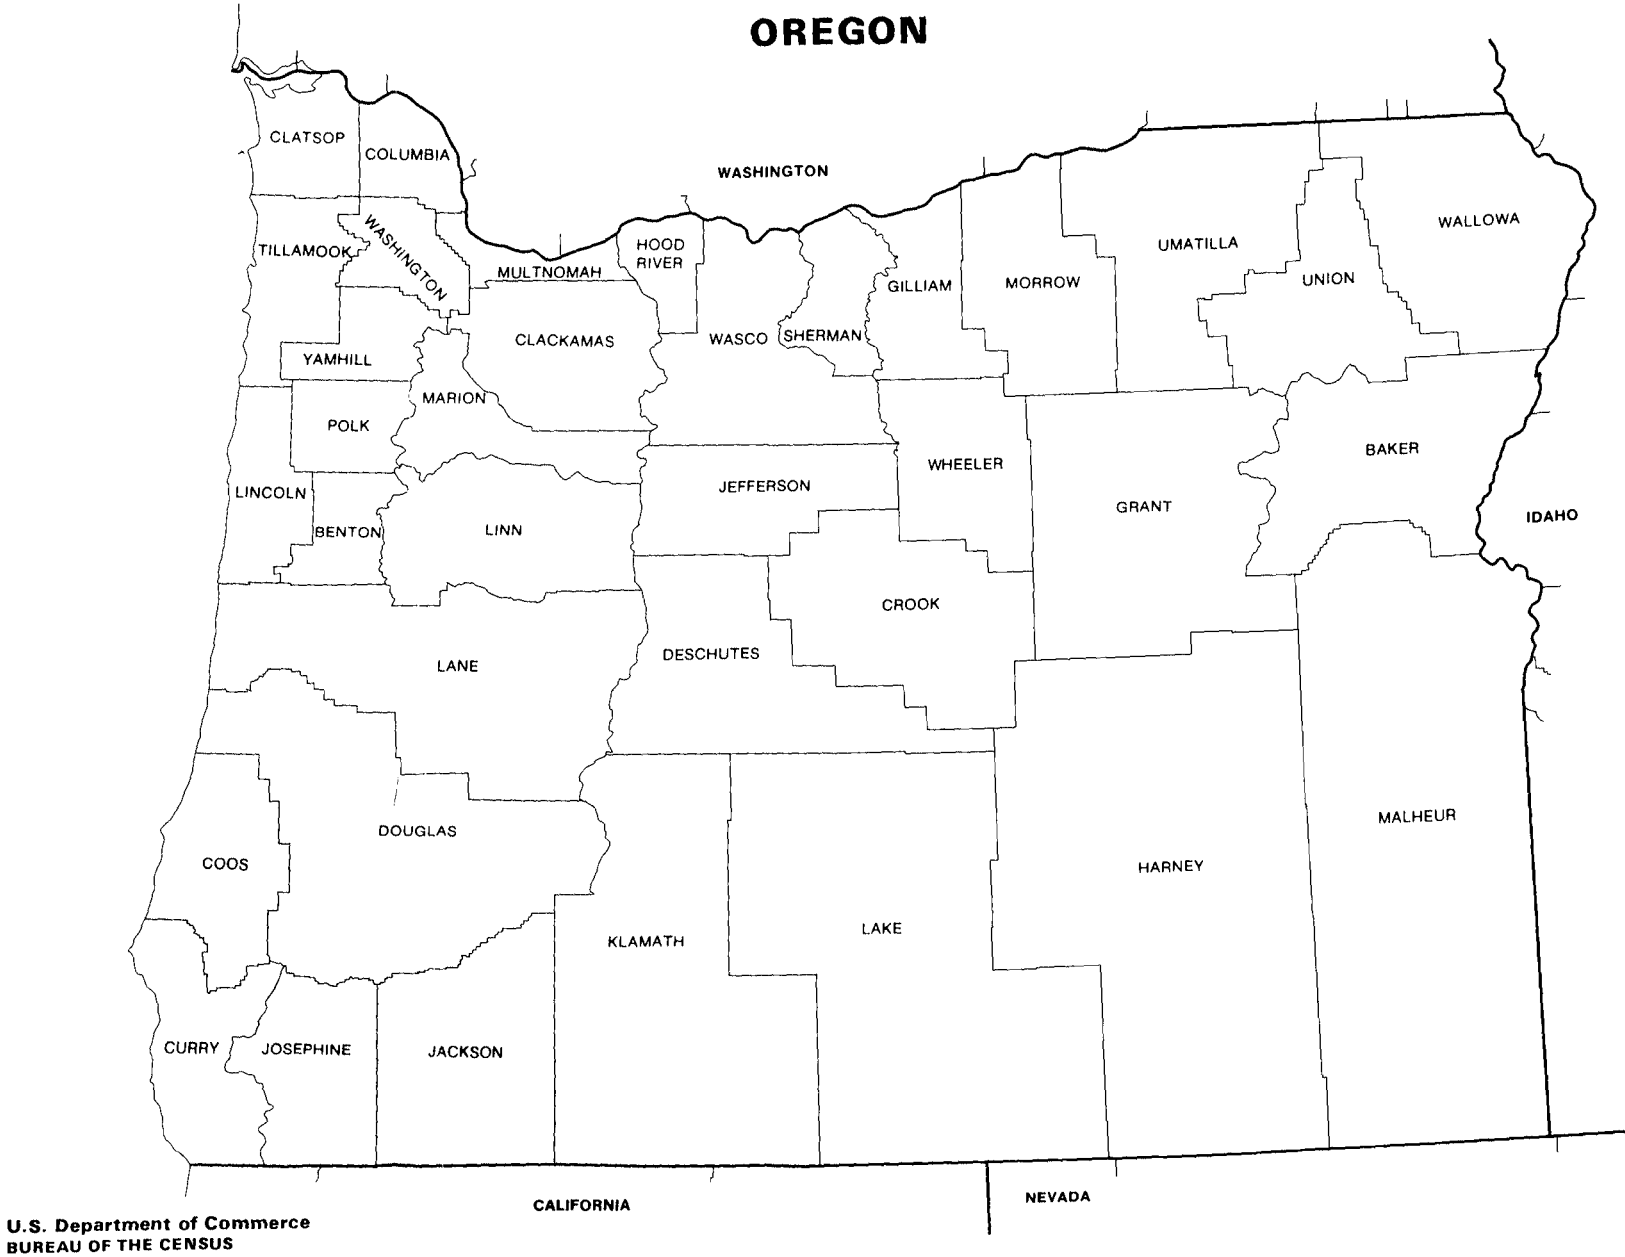 OREGON
CLATSOP
COLUMBIA
WASHINGTON
WALLOWA
WASHINGTON
TILLAMOOK
HOOD
RIVER
UMATILLA
MULTNOMAH
GILLIAM
MORROW
UNION
CLACKAMAS
WASCO
SHERMAN
YAMHILL
MARION
POLK
BAKER
WHEELER
JEFFERSON
LINCOLN
GRANT
IDAHO
BENTON
LINN
CROOK
DESCHUTES
LANE
MALHEUR
DOUGLAS
COOS
HARNEY
LAKE
KLAMATH
CURRY
JOSEPHINE
JACKSON
NEVADA
CALIFORNIA
U.S. Department of Commerce
BUREAU OF THE CENSUS